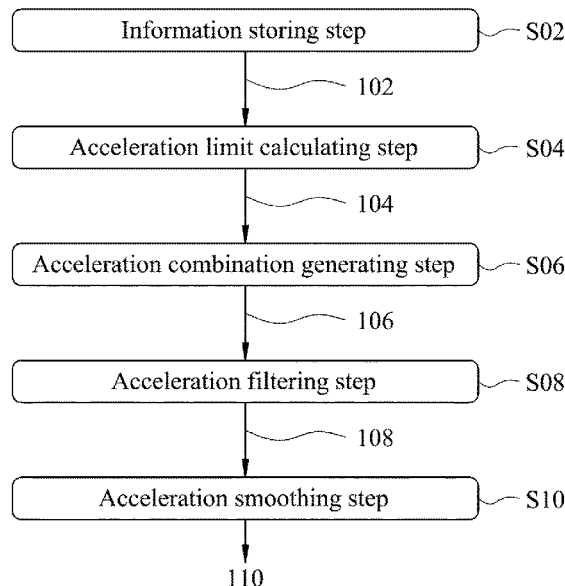 Information storing step S02
102
Acceleration limit calculating step S04
104
Acceleration combination generating step S06
106
Acceleration filtering step S08
108
Acceleration smoothing step S10
110